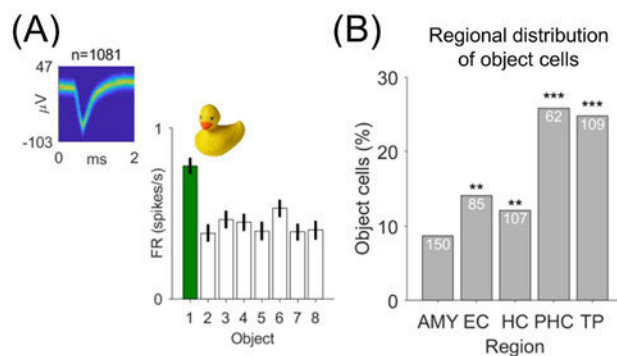 (A)
n=1081
47
μV
-103
0
ms
2
1
FR (spikes/s)
0
1 2 3 4 5 6 7 8
Object
(B)
Regional distribution
of object cells
30
20
10
0
Object cells (%)
150
**
85
**
107
***
62
***
109
AMY EC HC PHC TP
Region